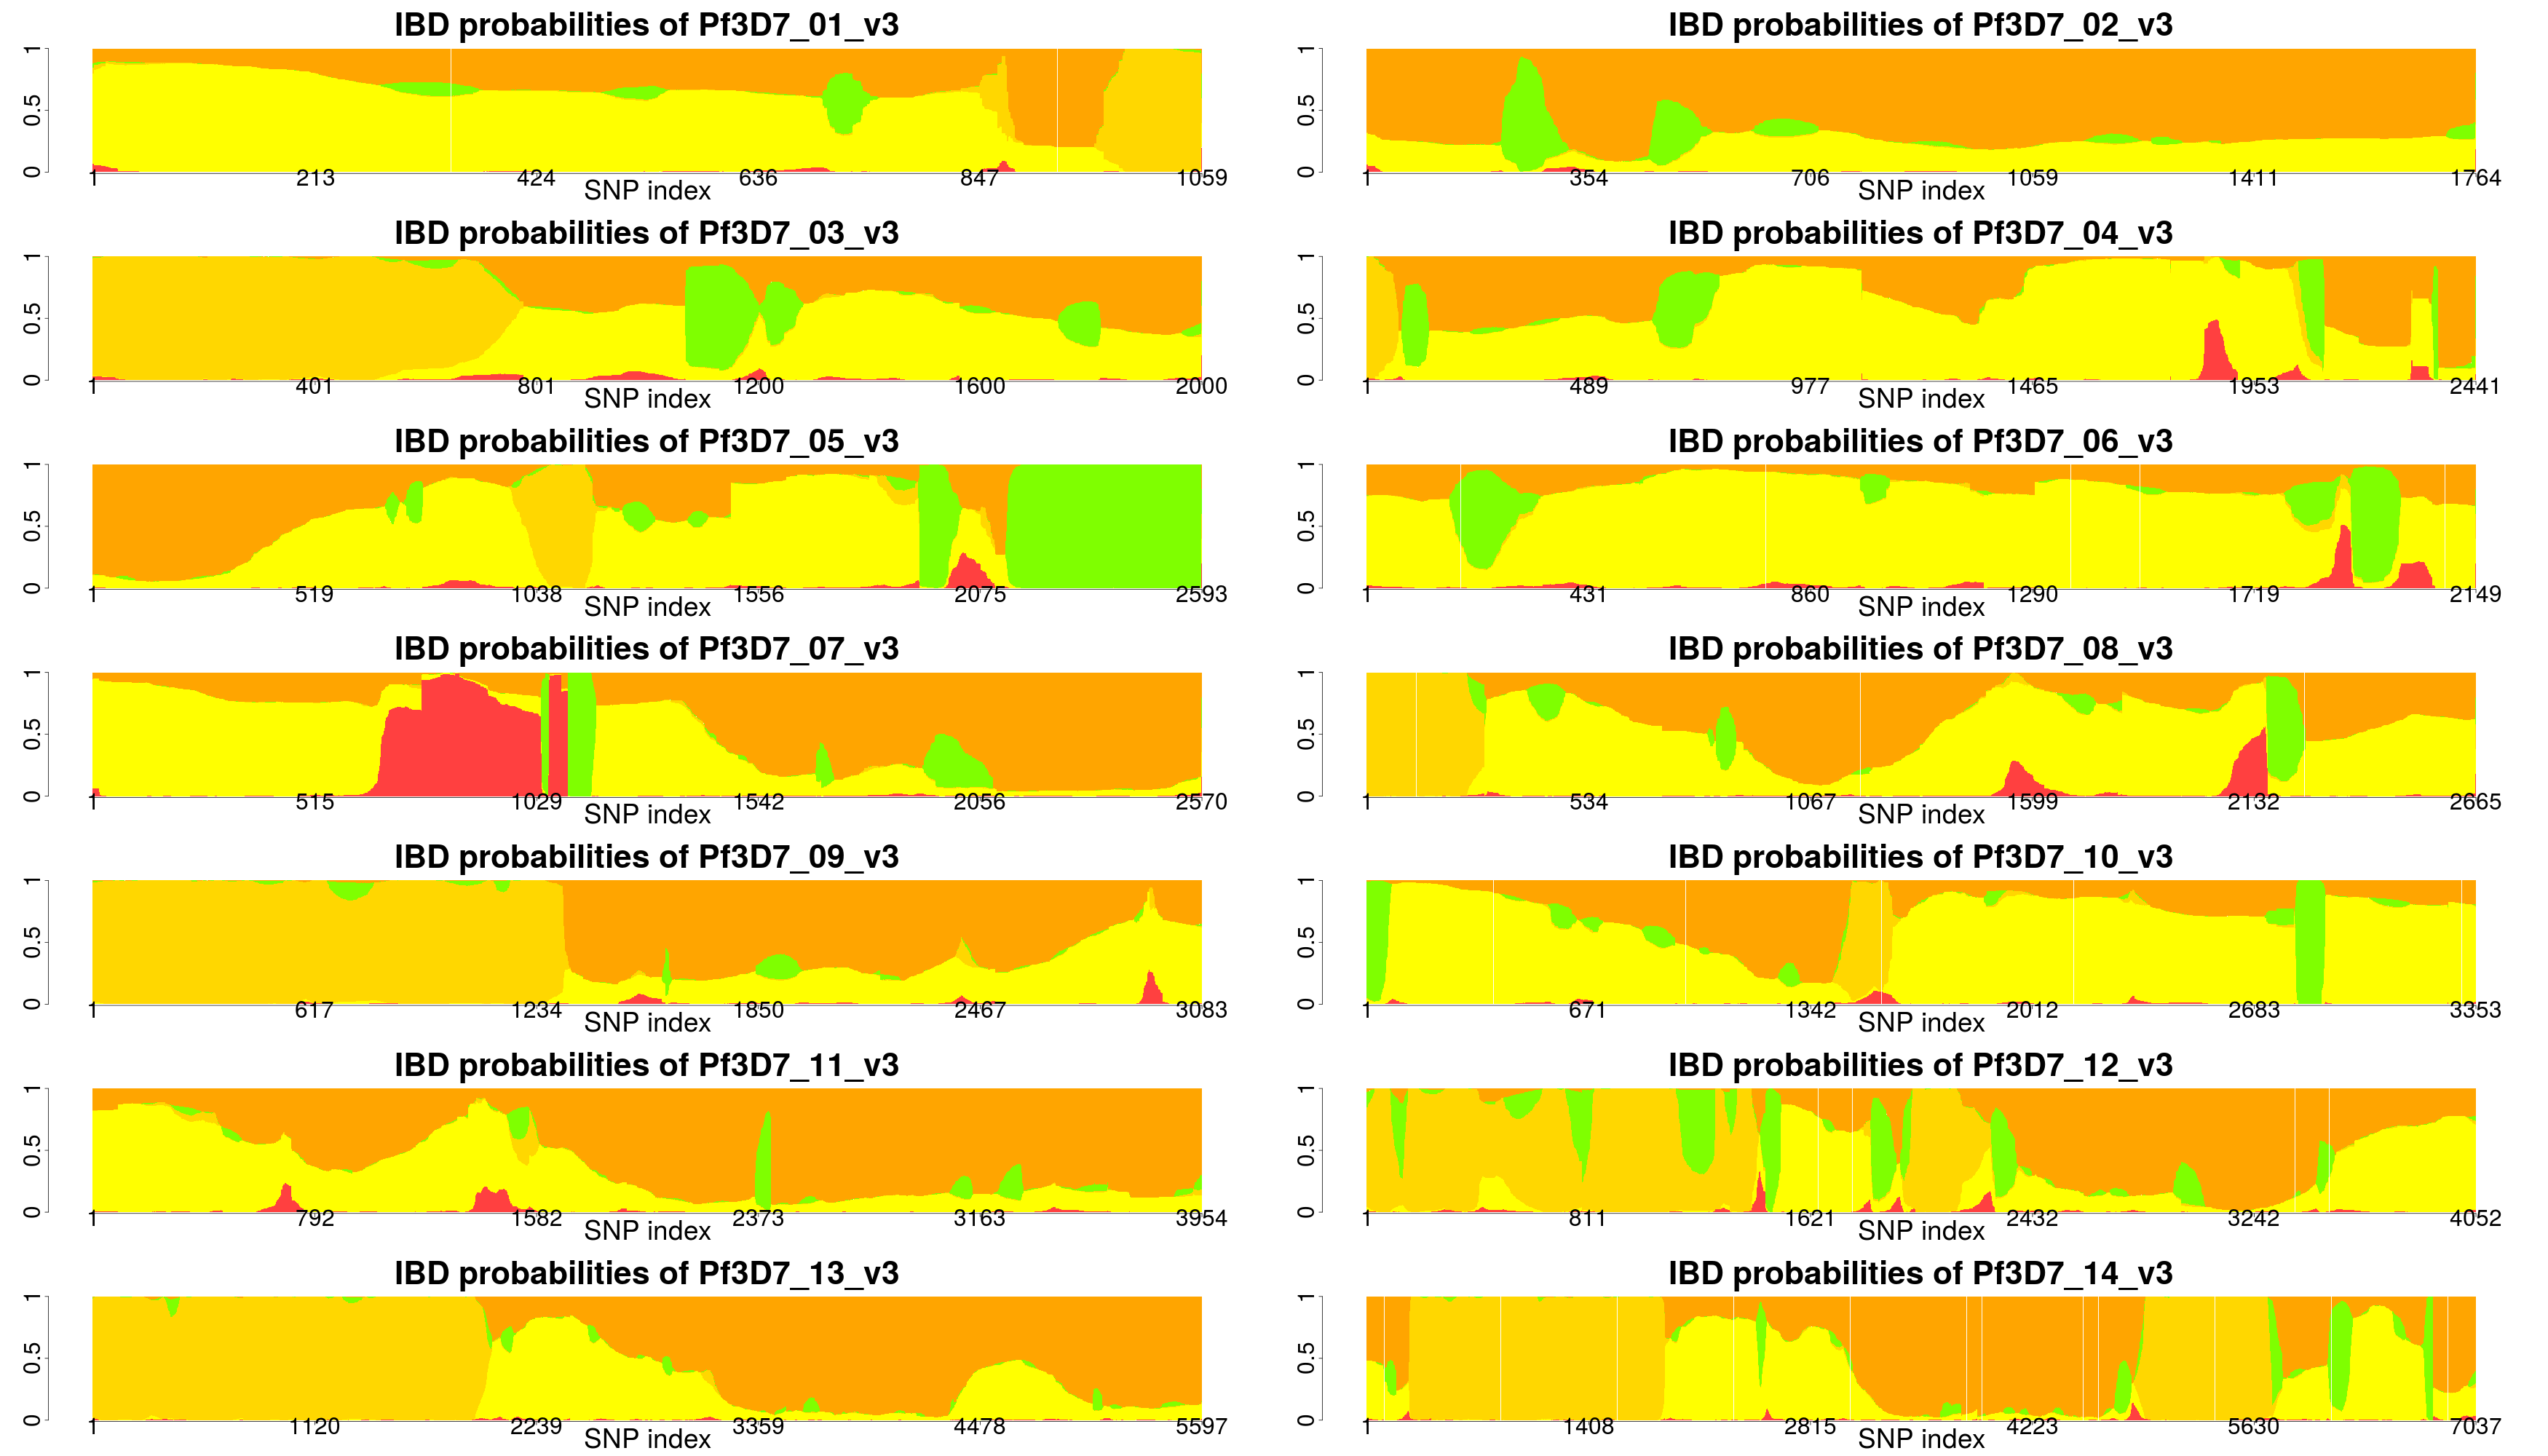 IBD probabilities of Pf3D7_01_v3
0 0.5 1
1 213 424 636 847 1059
SNP index
IBD probabilities of Pf3D7_02_v3
0 0.5 1
1 354 706 1059 1411 1764
SNP index
IBD probabilities of Pf3D7_03_v3
0 0.5 1
1 401 801 1200 1600 2000
SNP index
IBD probabilities of Pf3D7_04_v3
0 0.5 1
1 489 977 1465 1953 2441
SNP index
IBD probabilities of Pf3D7_05_v3
0 0.5 1
1 519 1038 1556 2075 2593
SNP index
IBD probabilities of Pf3D7_06_v3
0 0.5 1
1 431 860 1290 1719 2149
SNP index
IBD probabilities of Pf3D7_07_v3
0 0.5 1
1 515 1029 1542 2056 2570
SNP index
IBD probabilities of Pf3D7_08_v3
0 0.5 1
1 534 1067 1599 2132 2665
SNP index
IBD probabilities of Pf3D7_09_v3
0 0.5 1
1 617 1234 1850 2467 3083
SNP index
IBD probabilities of Pf3D7_10_v3
0 0.5 1
1 671 1342 2012 2683 3353
SNP index
IBD probabilities of Pf3D7_11_v3
0 0.5 1
1 792 1582 2373 3163 3954
SNP index
IBD probabilities of Pf3D7_12_v3
0 0.5 1
1 811 1621 2432 3242 4052
SNP index
IBD probabilities of Pf3D7_13_v3
0 0.5 1
1 1120 2239 3359 4478 5597
SNP index
IBD probabilities of Pf3D7_14_v3
0 0.5 1
1 1408 2815 4223 5630 7037
SNP index